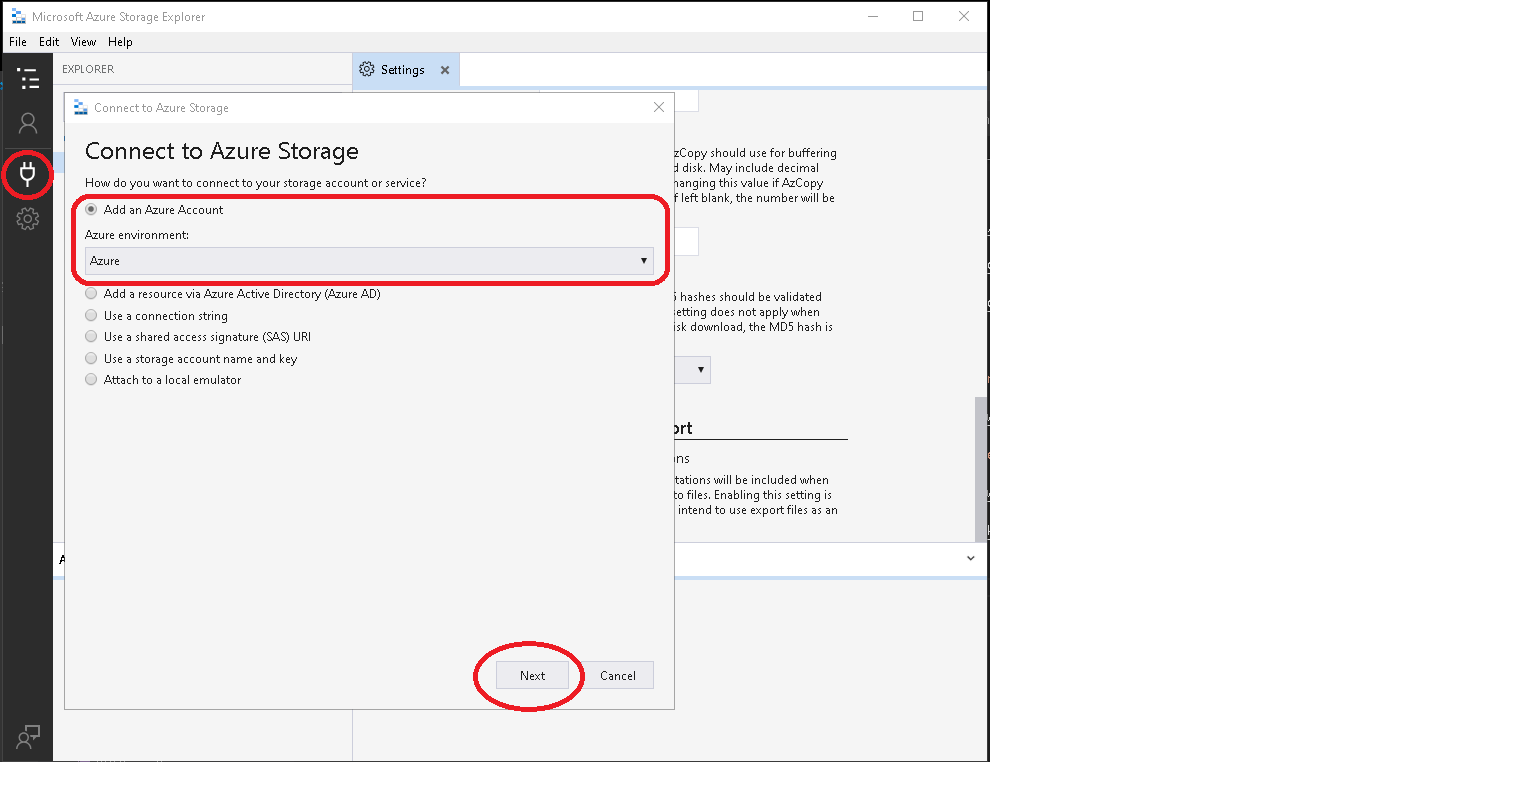 Microsoft Azure Storage Explorer
File Edit View Help
EXPLORER
Settings
Connect to Azure Storage
Connect to Azure Storage
How do you want to connect to your storage account or service?
Add an Azure Account
Azure environment:
Azure
Add a resource via Azure Active Directory (Azure AD)
Use a connection string
Use a shared access signature (SAS) URI
Use a storage account name and key
Attach to a local emulator
Next Cancel
zCopy should use for buffering
d disk. May include decimal
hanging this value if AzCopy
f left blank, the number will be
5 hashes should be validated
etting does not apply when
isk download, the MD5 hash is
ort
ns
tations will be included when
to files. Enabling this setting is
intend to use export files as an